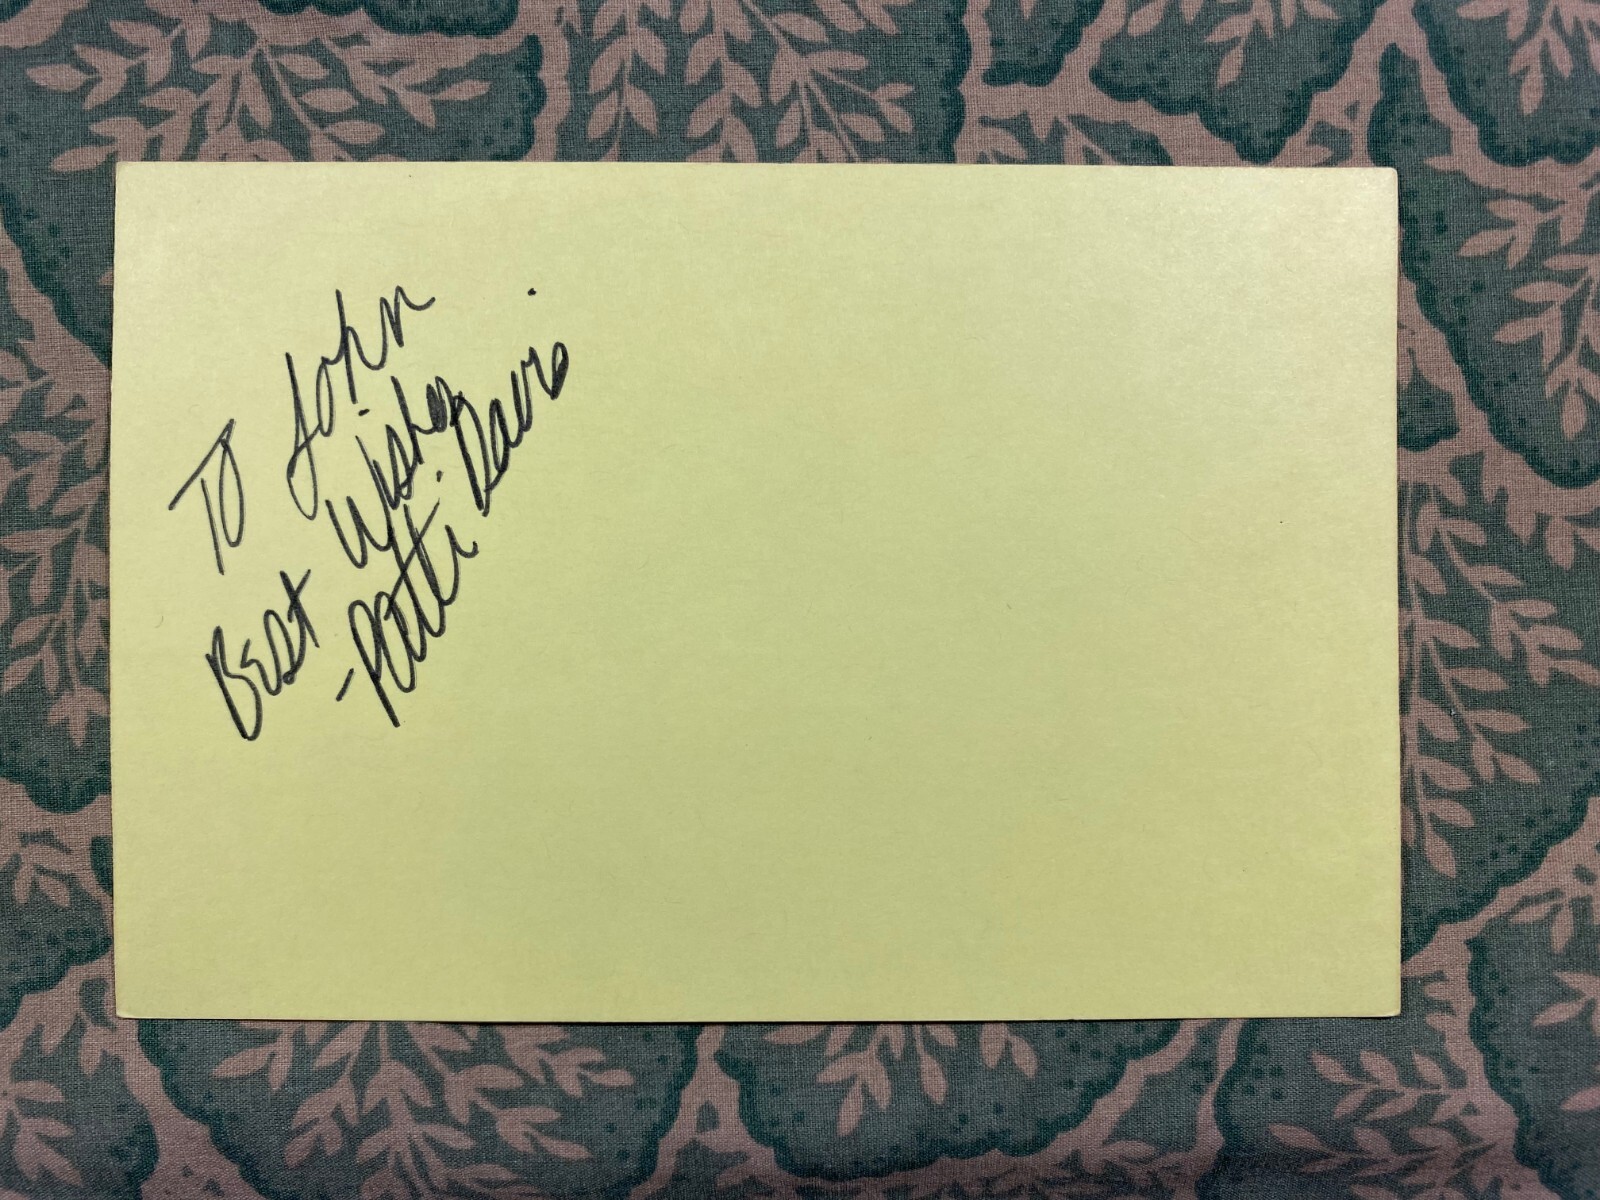 To John
Best Wishes
-Patti Davis